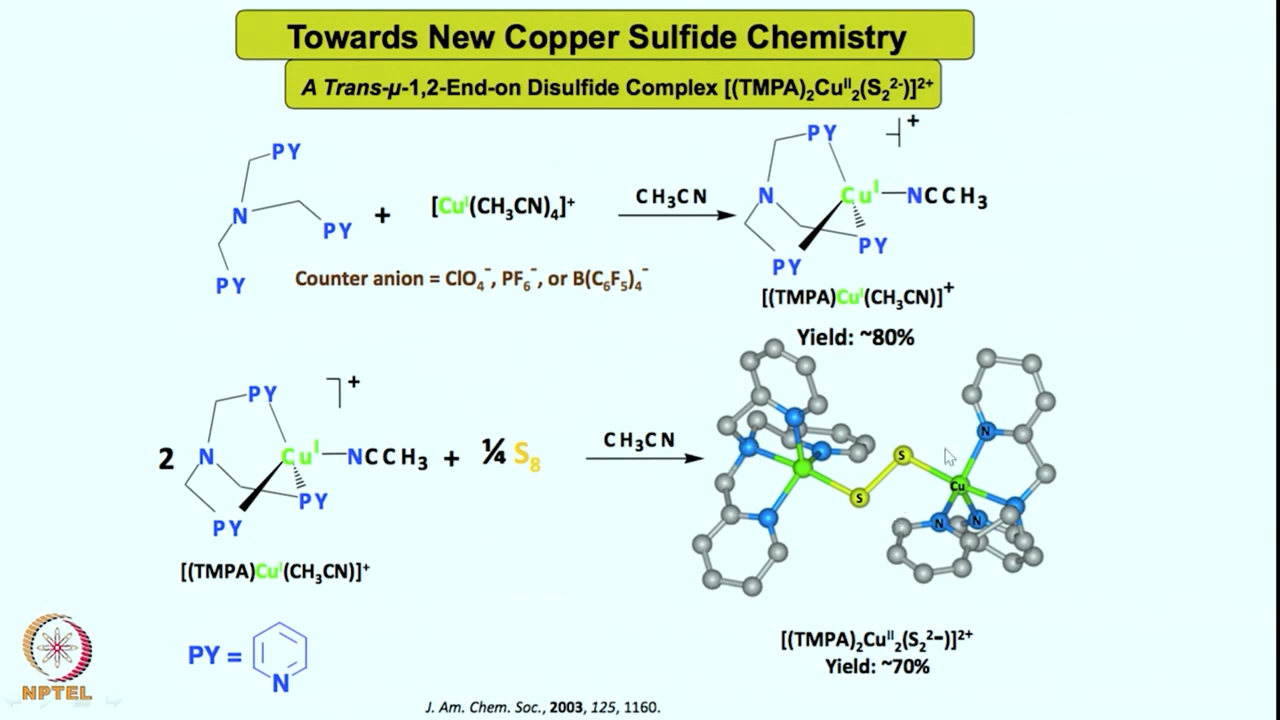 Towards New Copper Sulfide Chemistry
A Trans-μ-1,2-End-on Disulfide Complex [(TMPA)₂Cuᴵᴵ₂(S₂²⁻)]²⁺
PY
N
PY
PY
+
[Cuᴵ(CH₃CN)₄]⁺
CH₃CN
PY
N
Cuᴵ—NCCH₃
PY
PY
+
Counter anion = ClO₄⁻, PF₆⁻, or B(C₆F₅)₄⁻
[(TMPA)Cuᴵ(CH₃CN)]⁺
Yield: ~80%
2
PY
N
Cuᴵ—NCCH₃
PY
PY
+
+ ¼ S₈
CH₃CN
S
S
Cu
N
N
N
[(TMPA)Cuᴵ(CH₃CN)]⁺
PY =
N
[(TMPA)₂Cuᴵᴵ₂(S₂²⁻)]²⁺
Yield: ~70%
J. Am. Chem. Soc., 2003, 125, 1160.
NPTEL